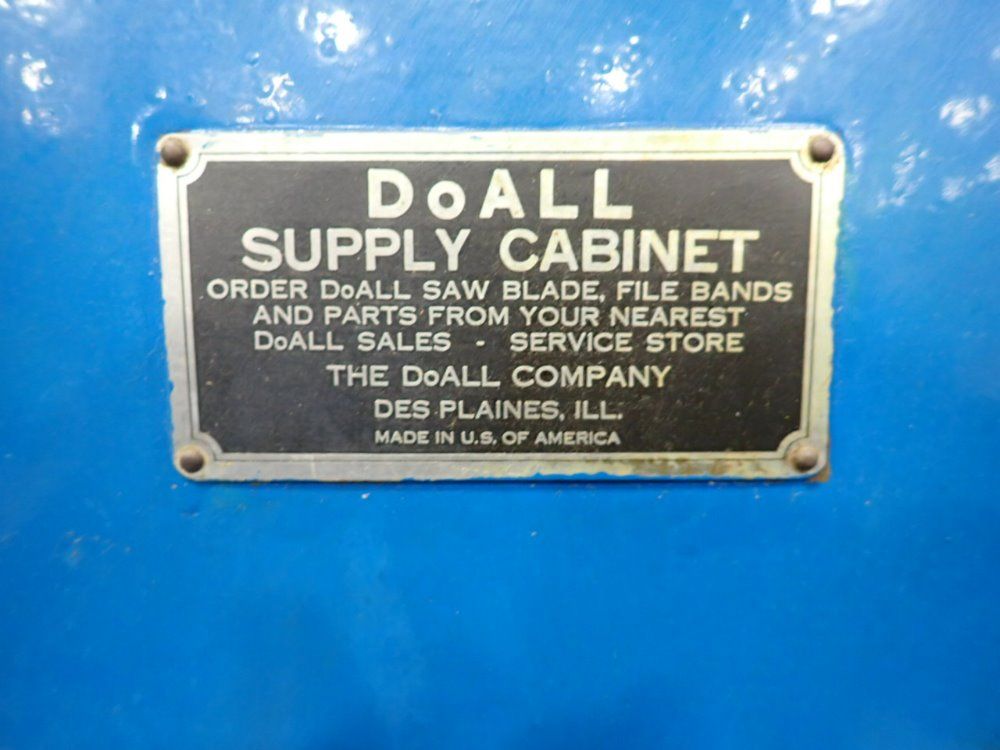 DoALL
SUPPLY CABINET
ORDER DoALL SAW BLADE, FILE BANDS
AND PARTS FROM YOUR NEAREST
DoALL SALES - SERVICE STORE
THE DoALL COMPANY
DES PLAINES, ILL.
MADE IN U.S. OF AMERICA